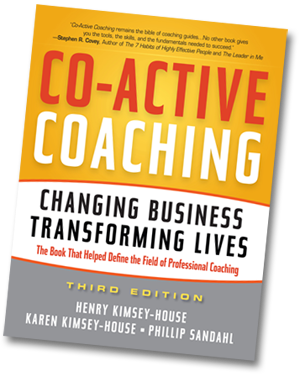 "Co-Active Coaching remains the bible of coaching guides...No other book gives
you the tools, the skills, and the fundamentals needed to succeed."
—Stephen R. Covey, Author of The 7 Habits of Highly Effective People and The Leader in Me
CO-ACTIVE
COACHING
CHANGING BUSINESS
TRANSFORMING LIVES
The Book That Helped Define the Field of Professional Coaching
THIRD EDITION
HENRY KIMSEY-HOUSE
KAREN KIMSEY-HOUSE • PHILLIP SANDAHL